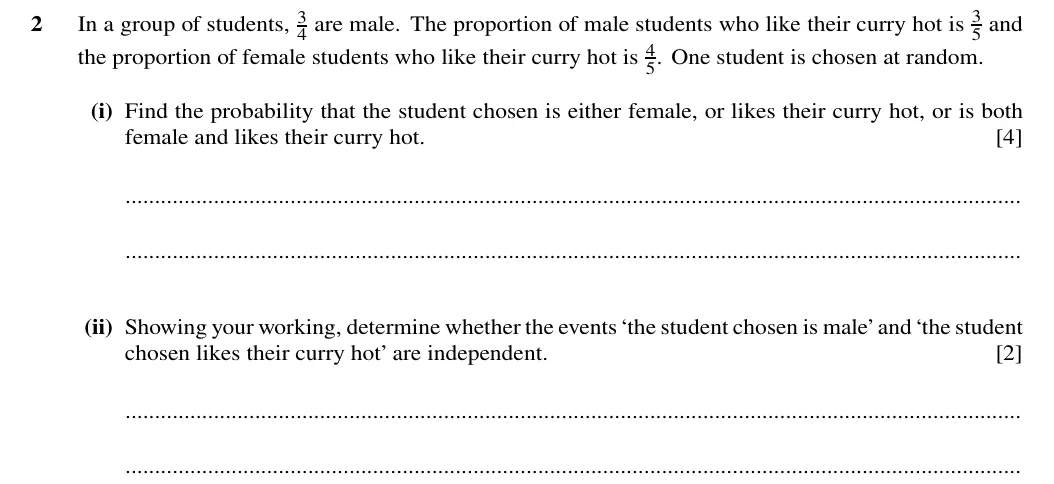 2 In a group of students, 3/4 are male. The proportion of male students who like their curry hot is 3/5 and
the proportion of female students who like their curry hot is 4/5. One student is chosen at random.
(i) Find the probability that the student chosen is either female, or likes their curry hot, or is both
female and likes their curry hot. [4]
(ii) Showing your working, determine whether the events ‘the student chosen is male’ and ‘the student
chosen likes their curry hot’ are independent. [2]